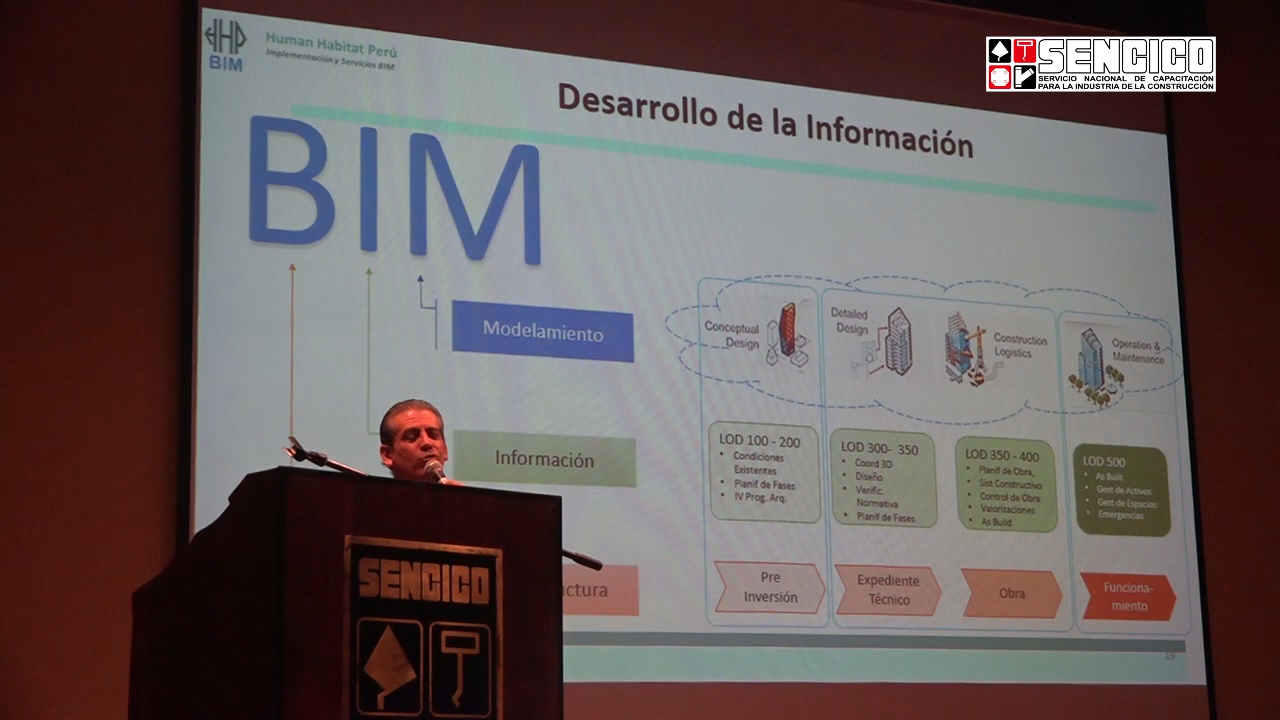 BIM
Human Habitat Perú
Implementación y Servicios BIM
SENCICO
SERVICIO NACIONAL DE CAPACITACIÓN
PARA LA INDUSTRIA DE LA CONSTRUCCIÓN
Desarrollo de la Información
BIM
Modelamiento
Información
uctura
Conceptual
Design
Detailed
Design
Construction
Logistics
Operation &
Maintenance
LOD 100 - 200
• Condiciones
Existentes
• Planif de Fases
• IV Prog. Arq.
LOD 300- 350
• Coord 3D
• Diseño
• Verific.
Normativa
• Planif de Fases
LOD 350 - 400
• Planif de Obra,
• Sist Constructivo
• Control de Obra
• Valorizaciones
• As Build
LOD 500
• As Built
• Gest de Activos
• Gest de Espacios
• Emergencias
Pre
Inversión
Expediente
Técnico
Obra
Funciona-
miento
19
SENCICO